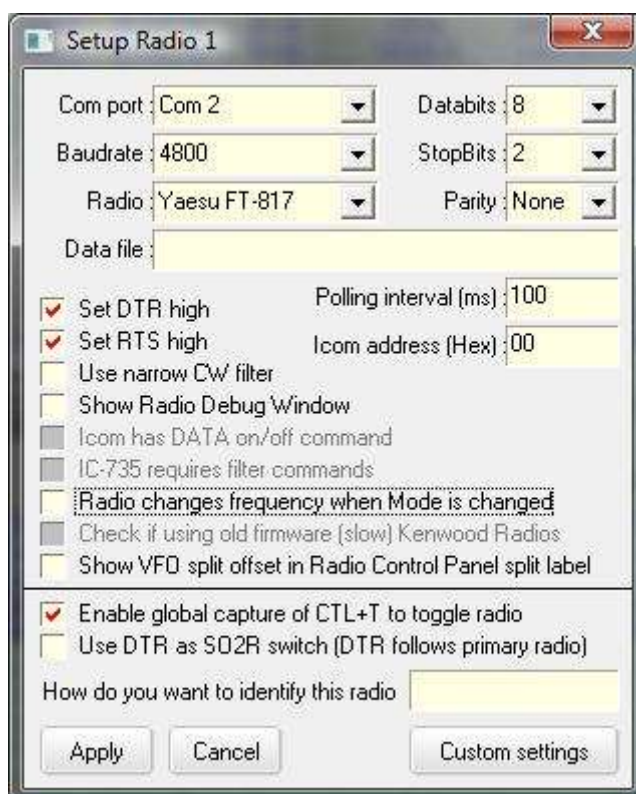 Setup Radio 1
Com port : Com 2 Databits : 8
Baudrate : 4800 StopBits : 2
Radio : Yaesu FT-817 Parity : None
Data file :
Set DTR high Polling interval (ms) : 100
Set RTS high Icom address (Hex) : 00
Use narrow CW filter
Show Radio Debug Window
Icom has DATA on/off command
IC-735 requires filter commands
Radio changes frequency when Mode is changed
Check if using old firmware (slow) Kenwood Radios
Show VFO split offset in Radio Control Panel split label
Enable global capture of CTL+T to toggle radio
Use DTR as SO2R switch (DTR follows primary radio)
How do you want to identify this radio
Apply Cancel Custom settings